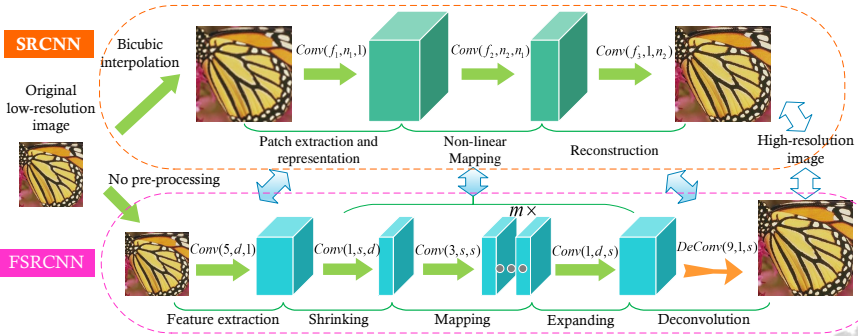 SRCNN
Bicubic
interpolation
Conv(f₁,n₁,1)
Conv(f₂,n₂,n₁)
Conv(f₃,1,n₂)
Original
low-resolution
image
Patch extraction and
representation
Non-linear
Mapping
Reconstruction
High-resolution
image
No pre-processing
m×
FSRCNN
Conv(5,d,1)
Conv(1,s,d)
Conv(3,s,s)
Conv(1,d,s)
DeConv(9,1,s)
Feature extraction
Shrinking
Mapping
Expanding
Deconvolution